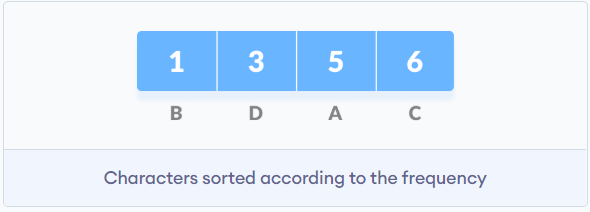 1 3 5 6
B D A C
Characters sorted according to the frequency